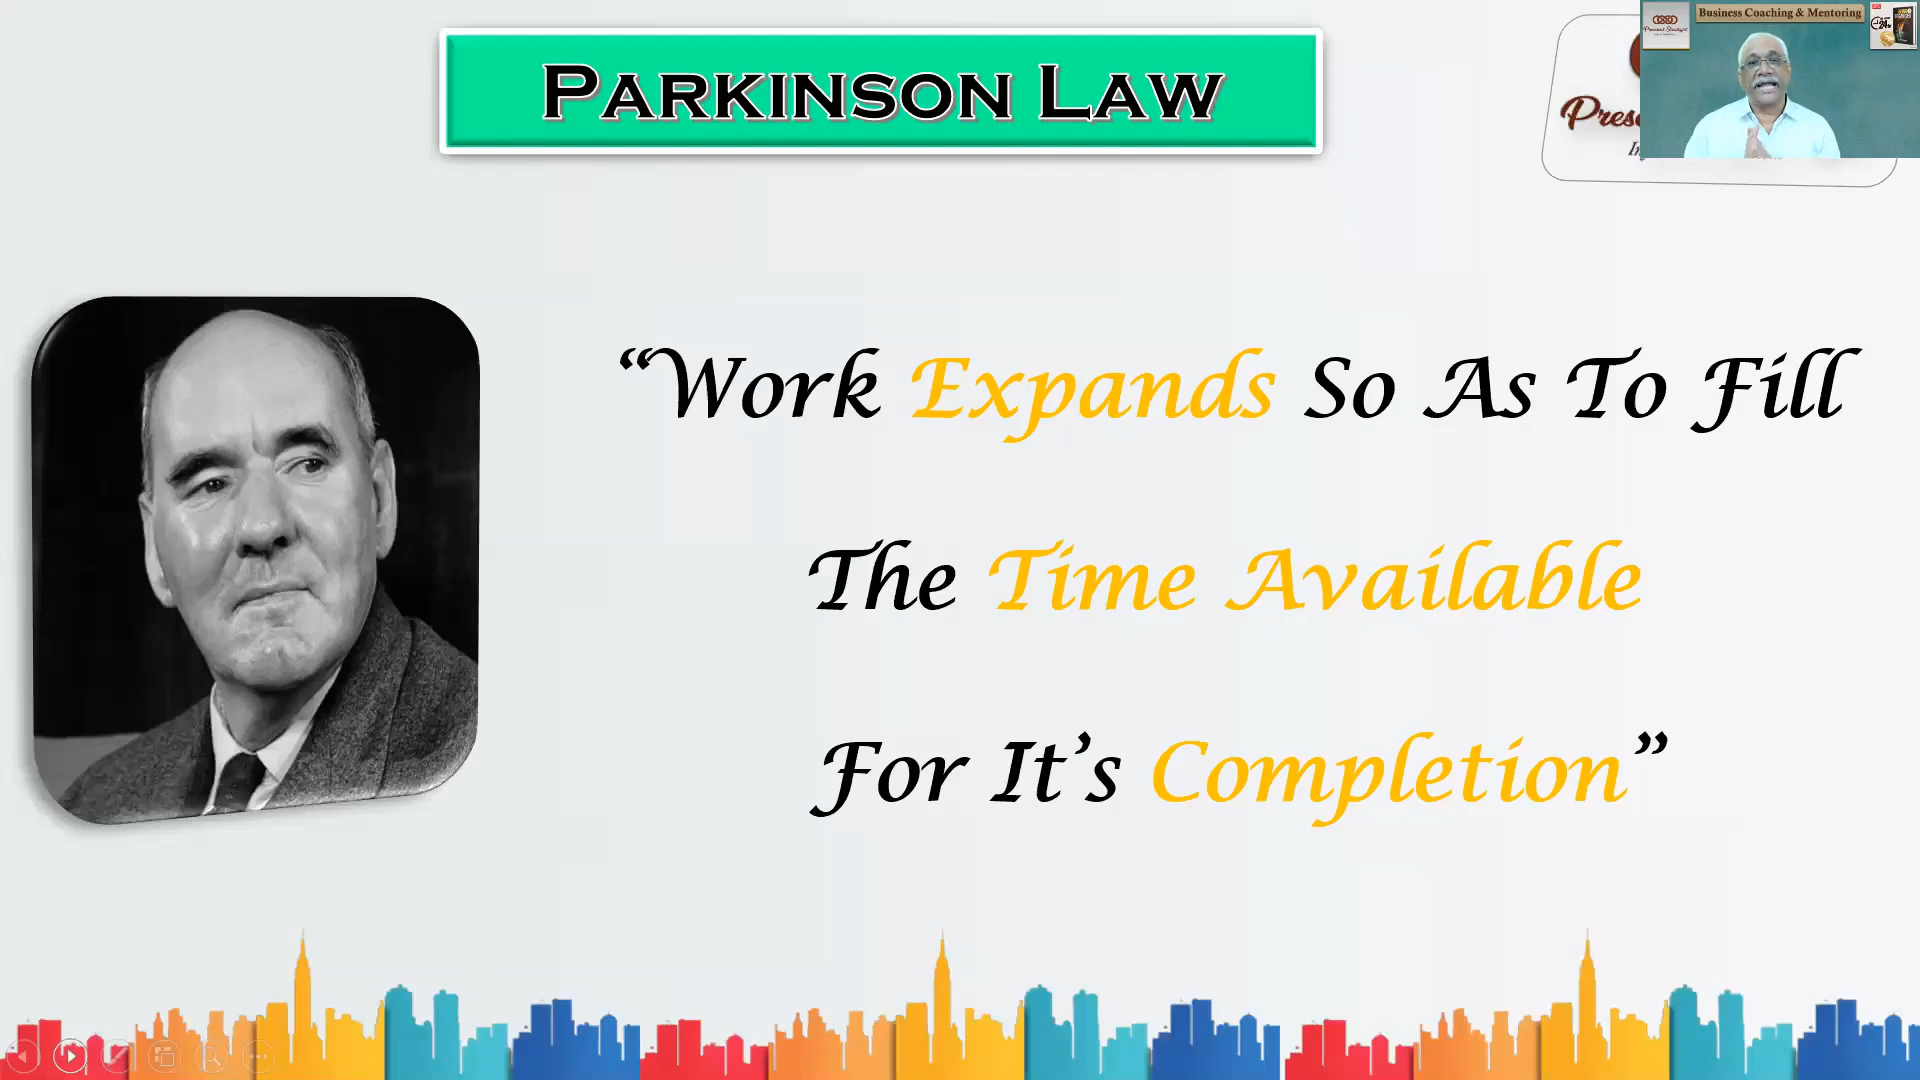 PARKINSON LAW
Business Coaching & Mentoring
"Work Expands So As To Fill
The Time Available
For It's Completion"